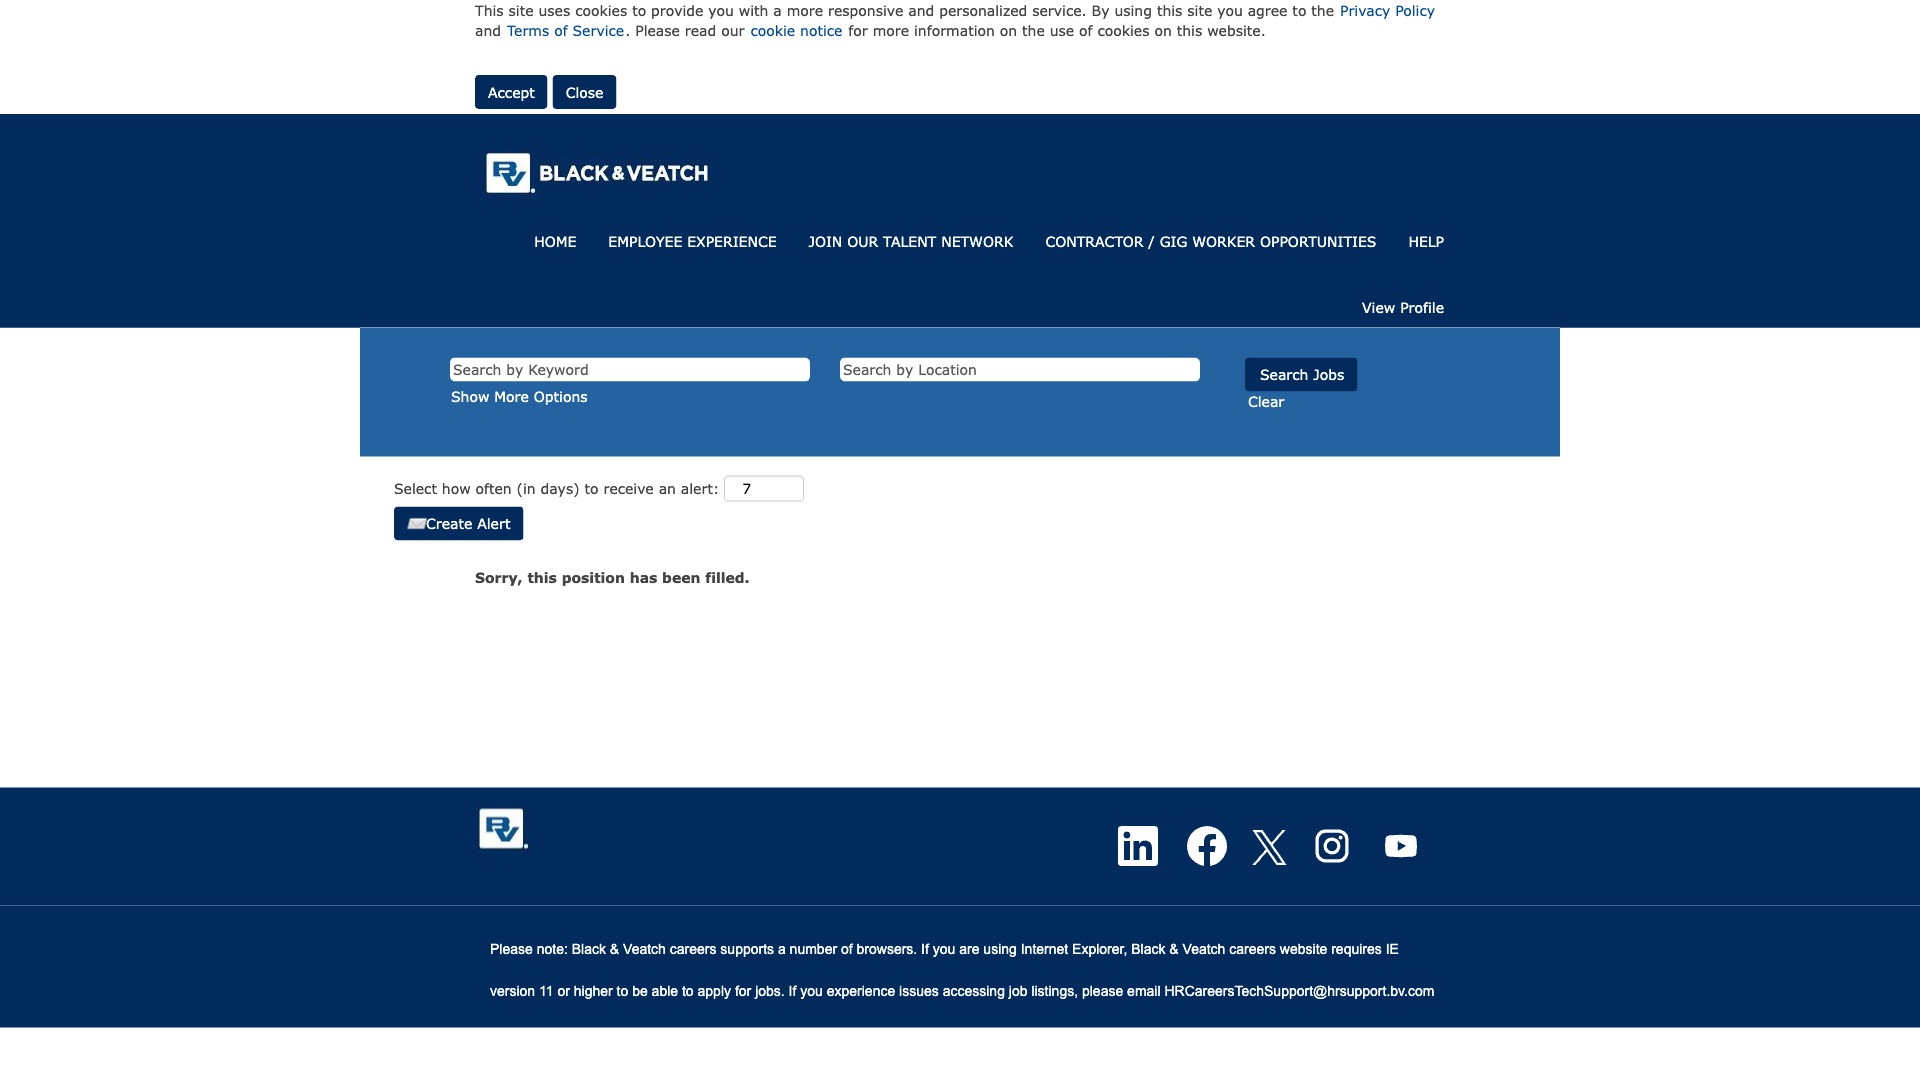 This site uses cookies to provide you with a more responsive and personalized service. By using this site you agree to the Privacy Policy
and Terms of Service. Please read our cookie notice for more information on the use of cookies on this website.
Accept Close
BV. BLACK & VEATCH
HOME EMPLOYEE EXPERIENCE JOIN OUR TALENT NETWORK CONTRACTOR / GIG WORKER OPPORTUNITIES HELP
View Profile
Search by Keyword Search by Location Search Jobs
Show More Options Clear
Select how often (in days) to receive an alert: 7
Create Alert
Sorry, this position has been filled.
BV.
Please note: Black & Veatch careers supports a number of browsers. If you are using Internet Explorer, Black & Veatch careers website requires IE
version 11 or higher to be able to apply for jobs. If you experience issues accessing job listings, please email HRCareersTechSupport@hrsupport.bv.com